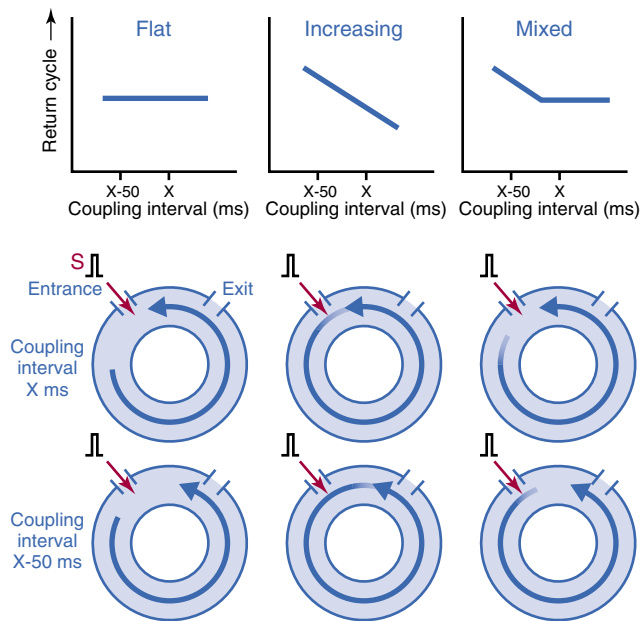 Return cycle
Flat
Increasing
Mixed
X-50 X
X-50 X
X-50 X
Coupling interval (ms)
Coupling interval (ms)
Coupling interval (ms)
S
Entrance
Exit
Coupling
interval
X ms
Coupling
interval
X-50 ms